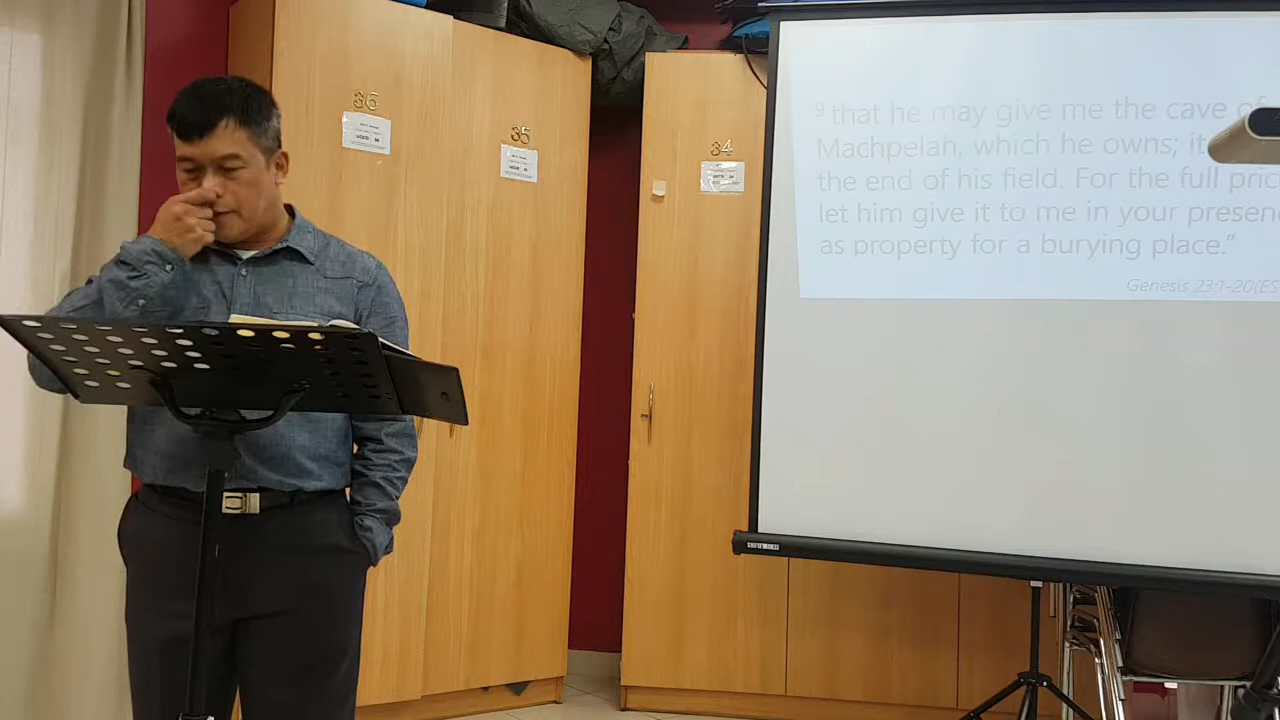 36
35
34
9 that he may give me the cave of
Machpelah, which he owns; it
the end of his field. For the full pric
let him give it to me in your presen
as property for a burying place.”
Genesis 23:1-20(ES